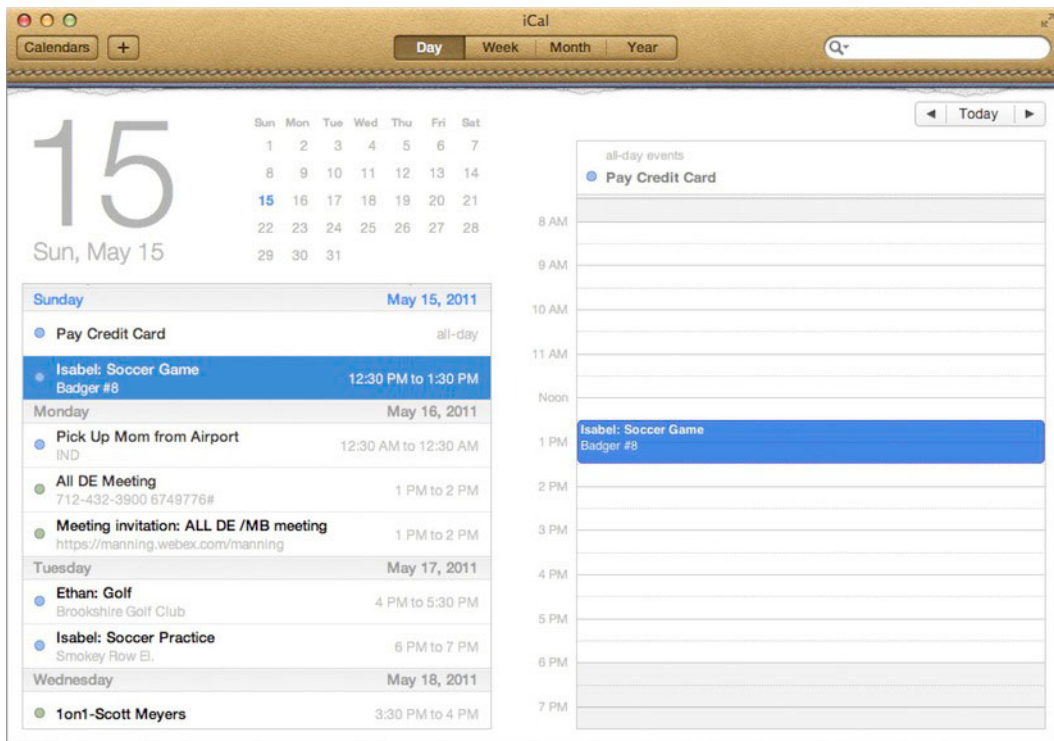 iCal
Calendars + Day Week Month Year
Today
15
Sun, May 15
Sun Mon Tue Wed Thu Fri Sat
1 2 3 4 5 6 7
8 9 10 11 12 13 14
15 16 17 18 19 20 21
22 23 24 25 26 27 28
29 30 31
Sunday May 15, 2011
Pay Credit Card all-day
Isabel: Soccer Game
Badger #8 12:30 PM to 1:30 PM
Monday May 16, 2011
Pick Up Mom from Airport
IND 12:30 AM to 12:30 AM
All DE Meeting
712-432-3900 6749776# 1 PM to 2 PM
Meeting invitation: ALL DE /MB meeting
https://manning.webex.com/manning 1 PM to 2 PM
Tuesday May 17, 2011
Ethan: Golf
Brookshire Golf Club 4 PM to 5:30 PM
Isabel: Soccer Practice
Smokey Row El. 6 PM to 7 PM
Wednesday May 18, 2011
1on1-Scott Meyers 3:30 PM to 4 PM
all-day events
Pay Credit Card
8 AM
9 AM
10 AM
11 AM
Noon
Isabel: Soccer Game
1 PM Badger #8
2 PM
3 PM
4 PM
5 PM
6 PM
7 PM